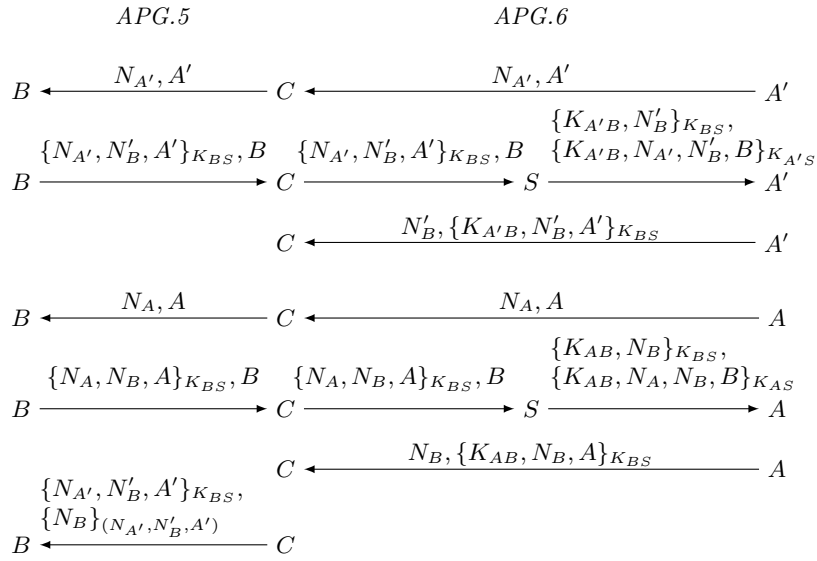 APG.5 APG.6
B N_{A'}, A' C N_{A'}, A' A'
{K_{A'B}, N'_B}_{K_{BS}},
{N_{A'}, N'_B, A'}_{K_{BS}}, B {N_{A'}, N'_B, A'}_{K_{BS}}, B {K_{A'B}, N_{A'}, N'_B, B}_{K_{A'S}}
B C S A'
C N'_B, {K_{A'B}, N'_B, A'}_{K_{BS}} A'
B N_A, A C N_A, A A
{K_{AB}, N_B}_{K_{BS}},
{N_A, N_B, A}_{K_{BS}}, B {N_A, N_B, A}_{K_{BS}}, B {K_{AB}, N_A, N_B, B}_{K_{AS}}
B C S A
C N_B, {K_{AB}, N_B, A}_{K_{BS}} A
{N_{A'}, N'_B, A'}_{K_{BS}},
{N_B}_{(N_{A'}, N'_B, A')}
B C